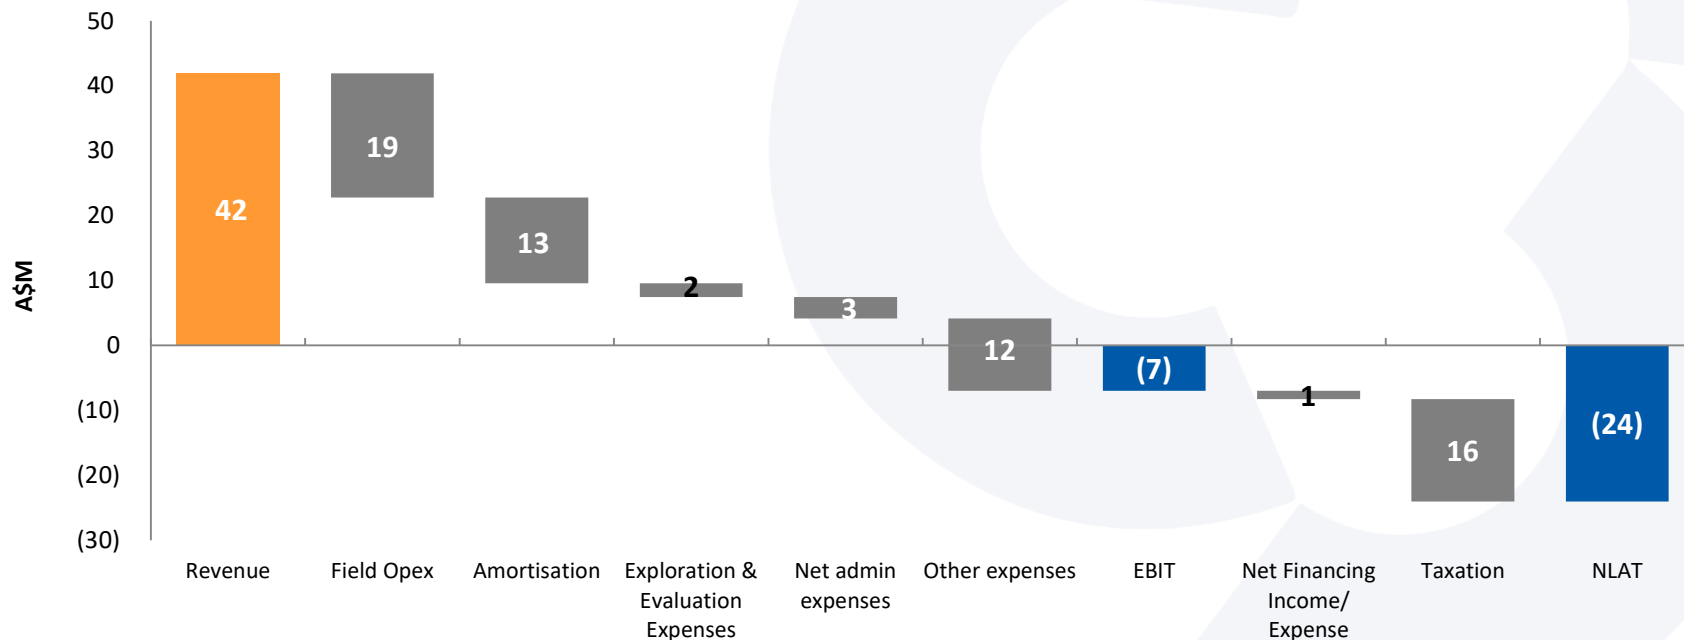 50
40
30
20
10
0
(10)
(20)
(30)
A$M
42
19
13
2
3
12
(7)
1
16
(24)
Revenue
Field Opex
Amortisation
Exploration &
Evaluation
Expenses
Net admin
expenses
Other expenses
EBIT
Net Financing
Income/
Expense
Taxation
NLAT